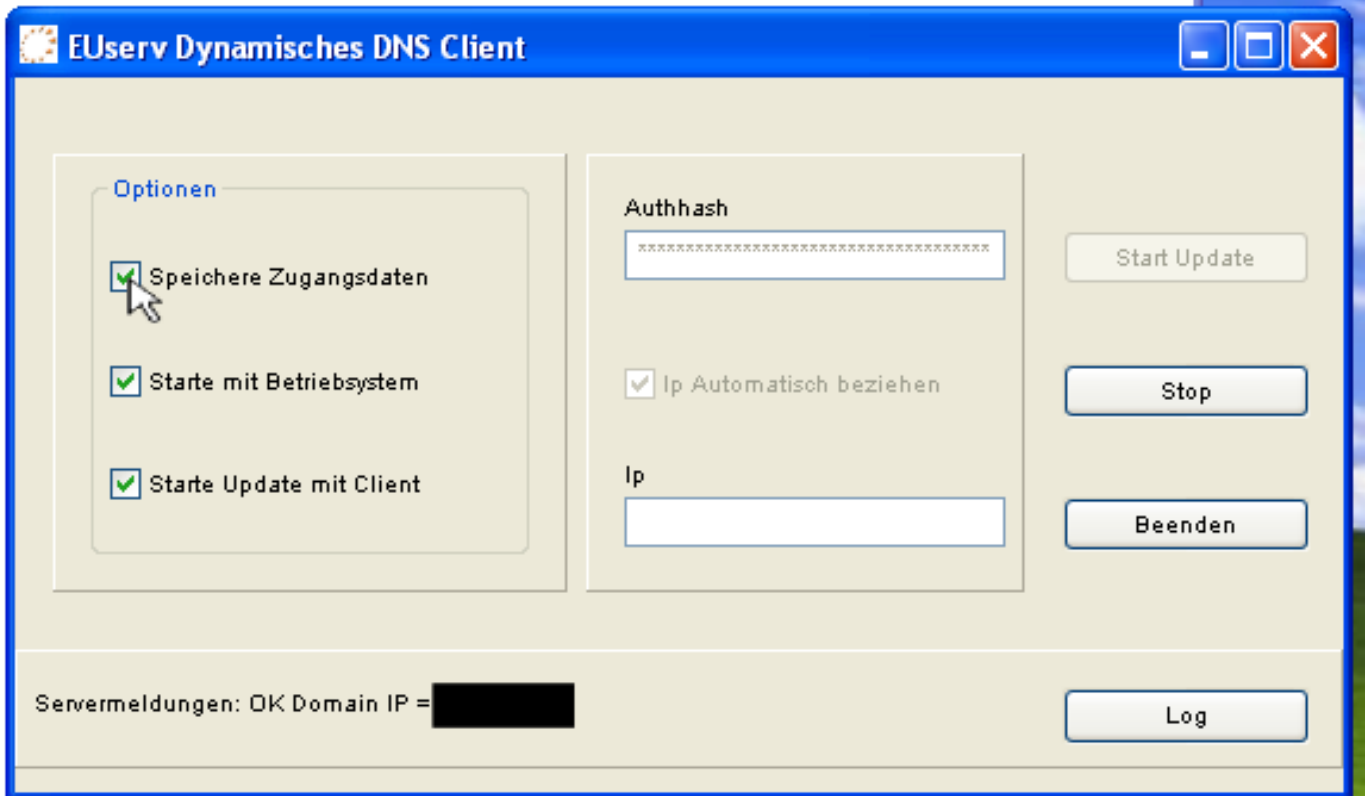 EUserv Dynamisches DNS Client
Optionen
Speichere Zugangsdaten
Starte mit Betriebsystem
Starte Update mit Client
Authhash
*************************************
Ip Automatisch beziehen
Ip
Start Update
Stop
Beenden
Servermeldungen: OK Domain IP =
Log